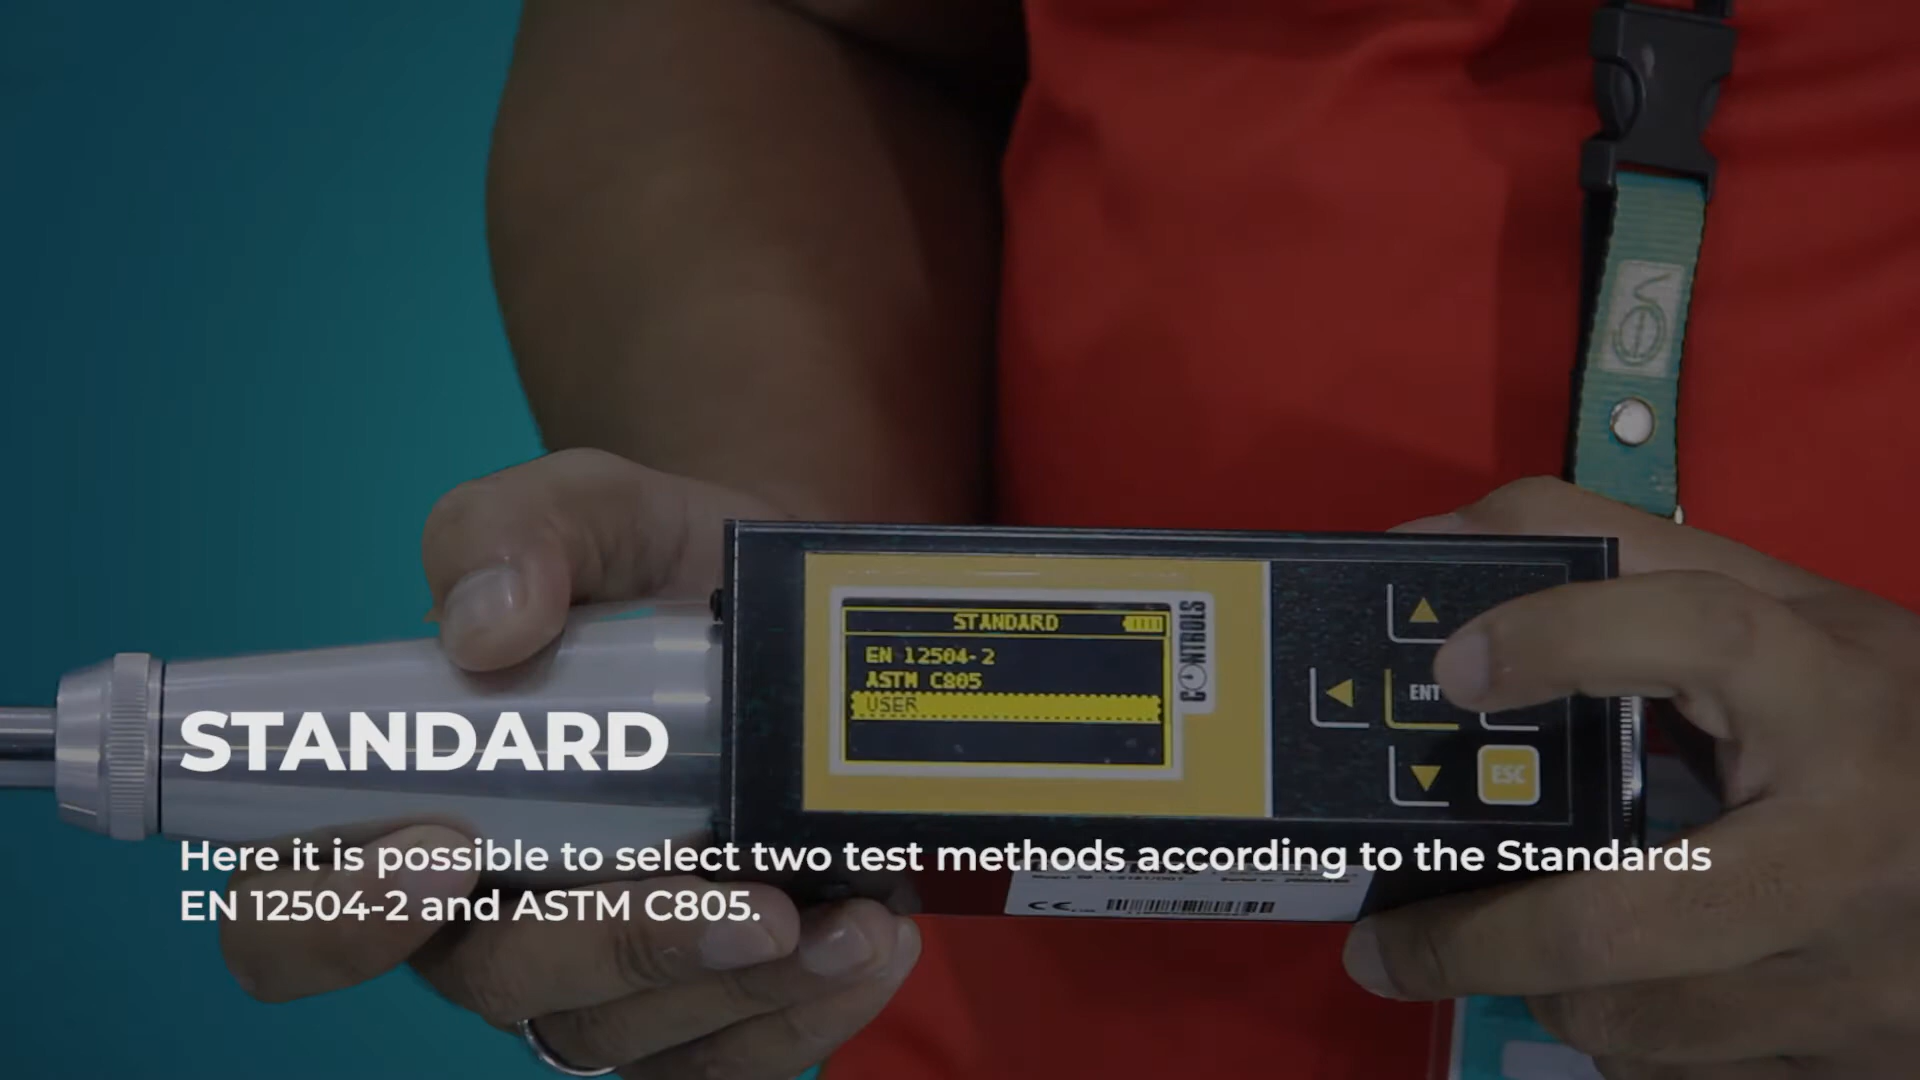 STANDARD
EN 12504-2
ASTM C805
USER
CONTROLS
ENT
ESC
STANDARD
Here it is possible to select two test methods according to the Standards
EN 12504-2 and ASTM C805.
CE